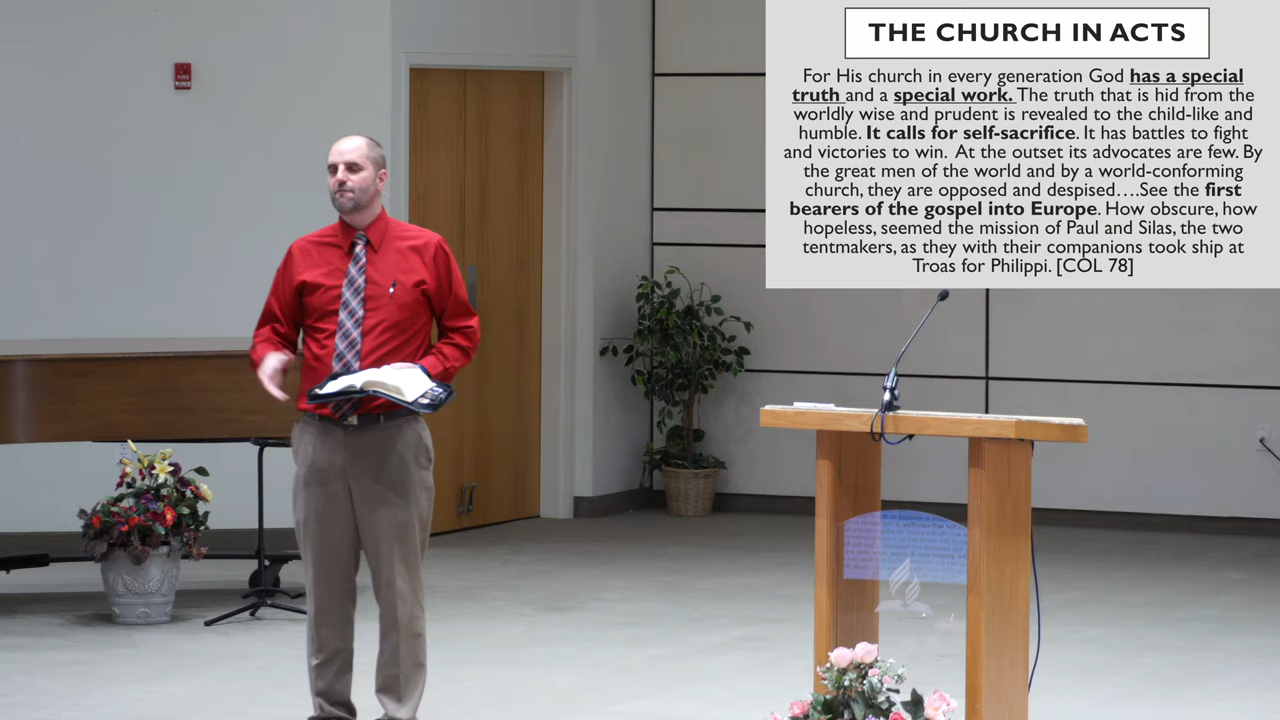 THE CHURCH IN ACTS
For His church in every generation God has a special
truth and a special work. The truth that is hid from the
worldly wise and prudent is revealed to the child-like and
humble. It calls for self-sacrifice. It has battles to fight
and victories to win. At the outset its advocates are few. By
the great men of the world and by a world-conforming
church, they are opposed and despised….See the first
bearers of the gospel into Europe. How obscure, how
hopeless, seemed the mission of Paul and Silas, the two
tentmakers, as they with their companions took ship at
Troas for Philippi. [COL 78]
FIRE